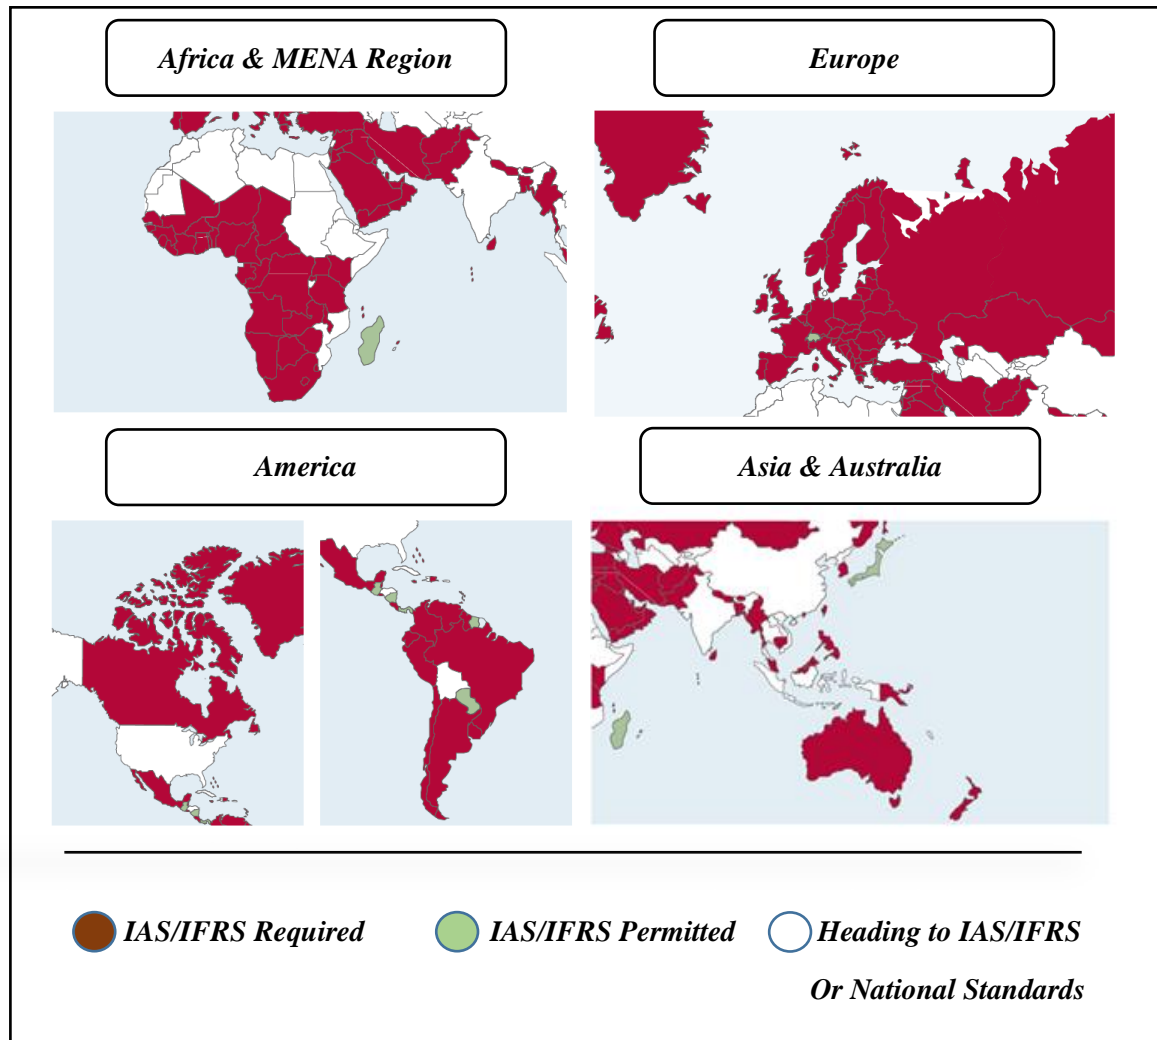 Africa & MENA Region
Europe
America
Asia & Australia
IAS/IFRS Required
IAS/IFRS Permitted
Heading to IAS/IFRS
Or National Standards